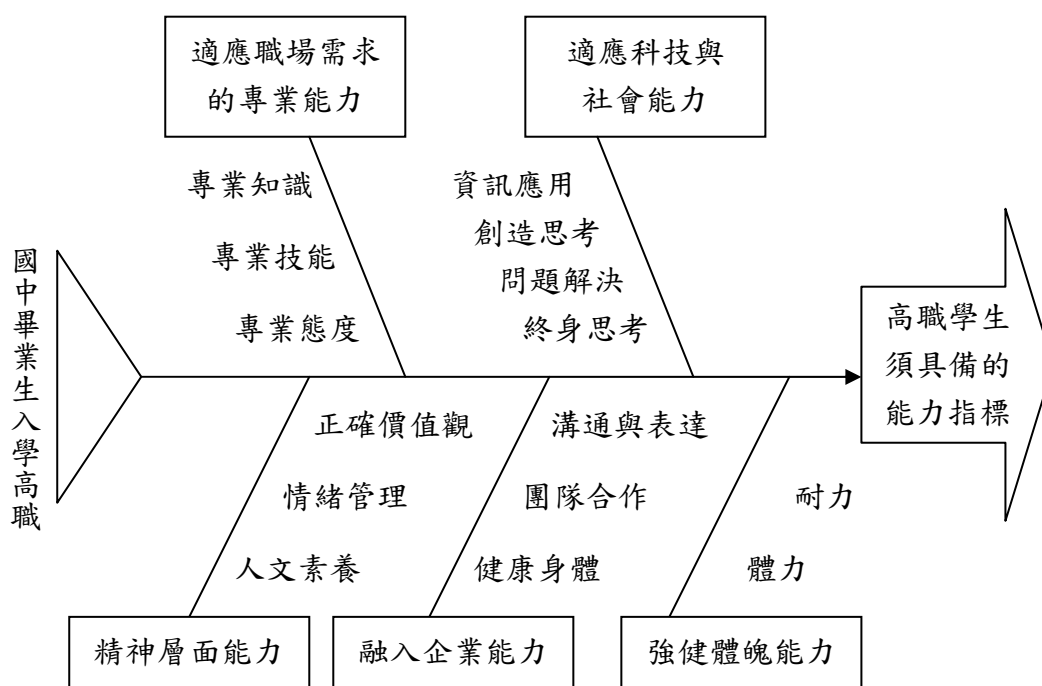 適應職場需求
的專業能力
適應科技與
社會能力
專業知識
專業技能
專業態度
資訊應用
創造思考
問題解決
終身思考
國中畢業生入學高職
高職學生
須具備的
能力指標
正確價值觀
情緒管理
人文素養
溝通與表達
團隊合作
健康身體
耐力
體力
精神層面能力
融入企業能力
強健體魄能力